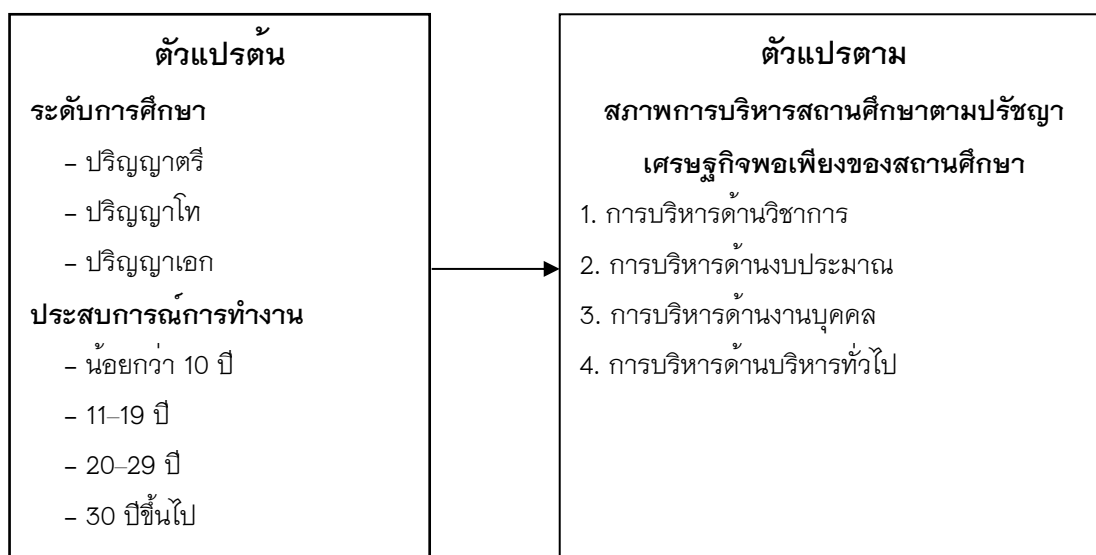 ตัวแปรต้น
ระดับการศึกษา
– ปริญญาตรี
– ปริญญาโท
– ปริญญาเอก
ประสบการณ์การทำงาน
– น้อยกว่า 10 ปี
– 11–19 ปี
– 20–29 ปี
– 30 ปีขึ้นไป
ตัวแปรตาม
สภาพการบริหารสถานศึกษาตามปรัชญา
เศรษฐกิจพอเพียงของสถานศึกษา
1. การบริหารด้านวิชาการ
2. การบริหารด้านงบประมาณ
3. การบริหารด้านงานบุคคล
4. การบริหารด้านบริหารทั่วไป